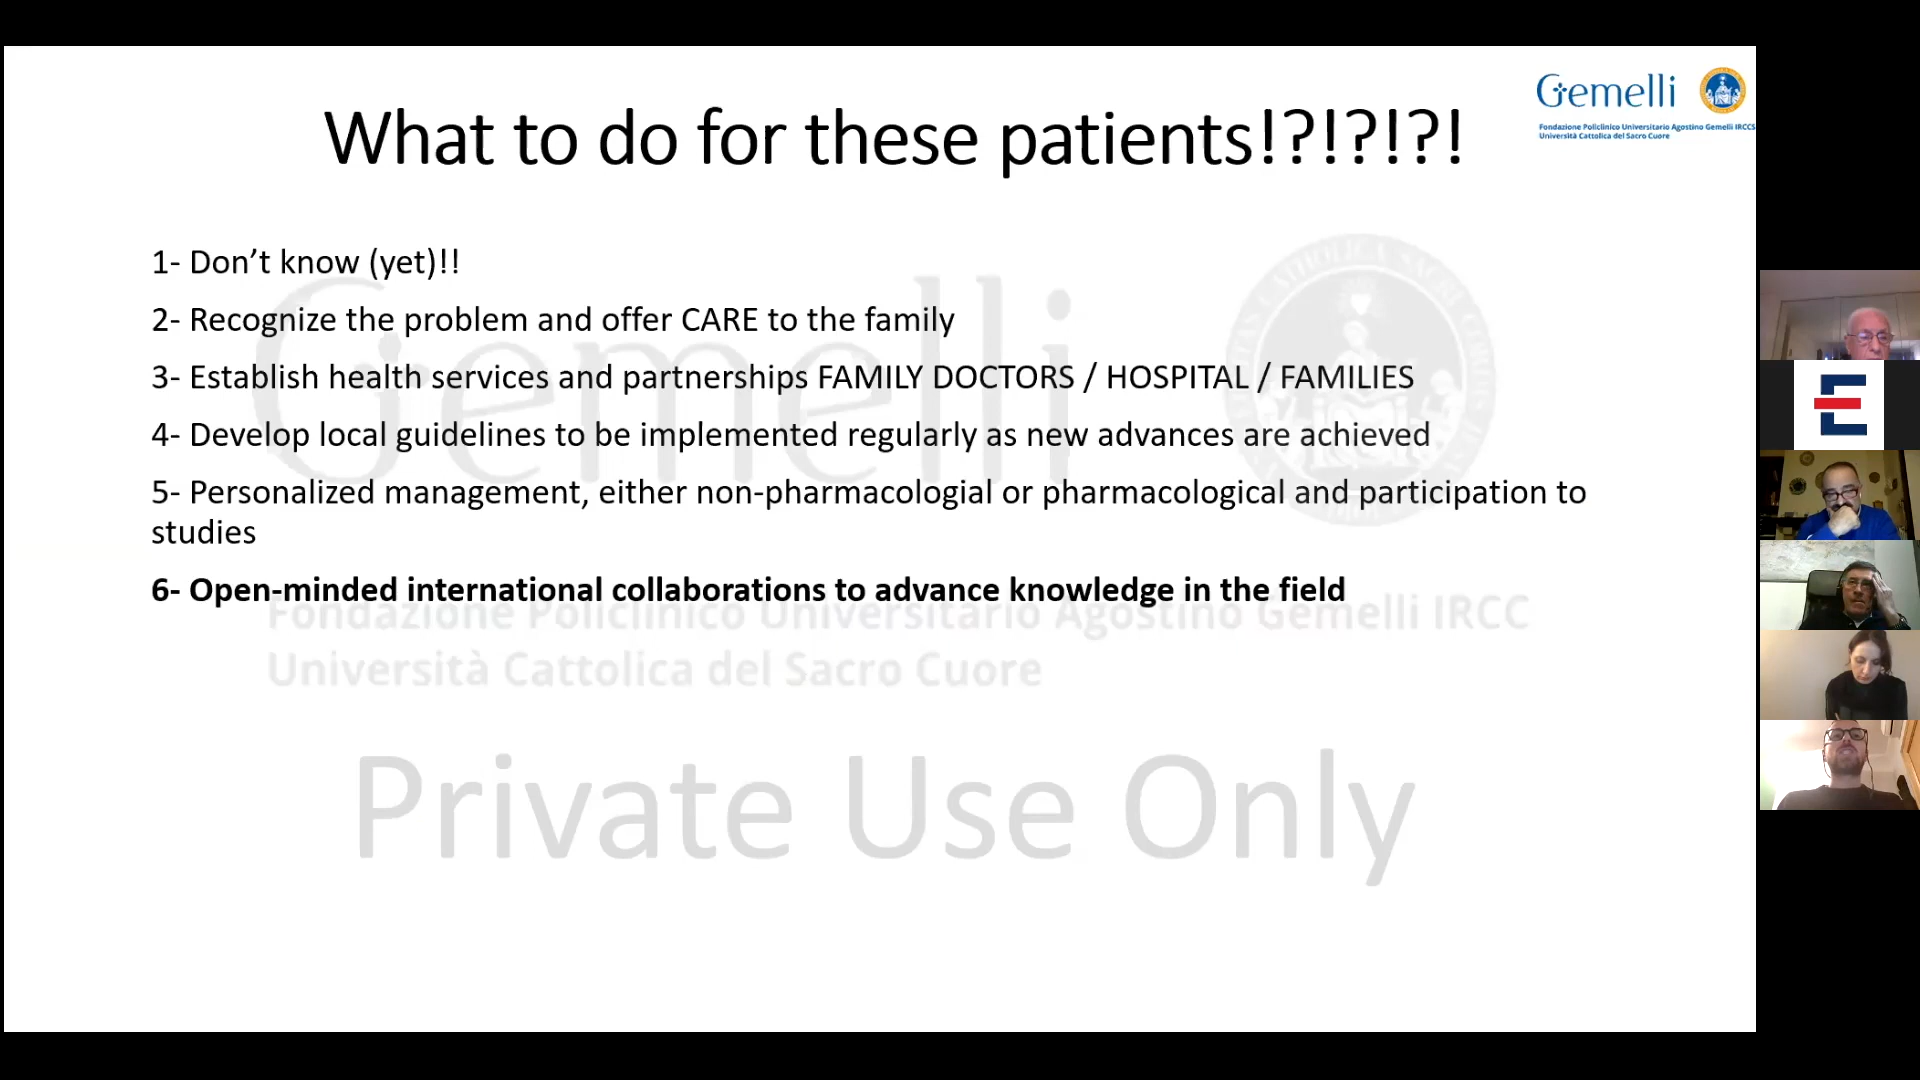 What to do for these patients!?!?!?!
Gemelli
Fondazione Policlinico Universitario Agostino Gemelli IRCCS
Università Cattolica del Sacro Cuore
1- Don’t know (yet)!!
2- Recognize the problem and offer CARE to the family
3- Establish health services and partnerships FAMILY DOCTORS / HOSPITAL / FAMILIES
4- Develop local guidelines to be implemented regularly as new advances are achieved
5- Personalized management, either non-pharmacologial or pharmacological and participation to
studies
6- Open-minded international collaborations to advance knowledge in the field
Gemelli
Fondazione Policlinico Universitario Agostino Gemelli IRCC
Università Cattolica del Sacro Cuore
Private Use Only
E